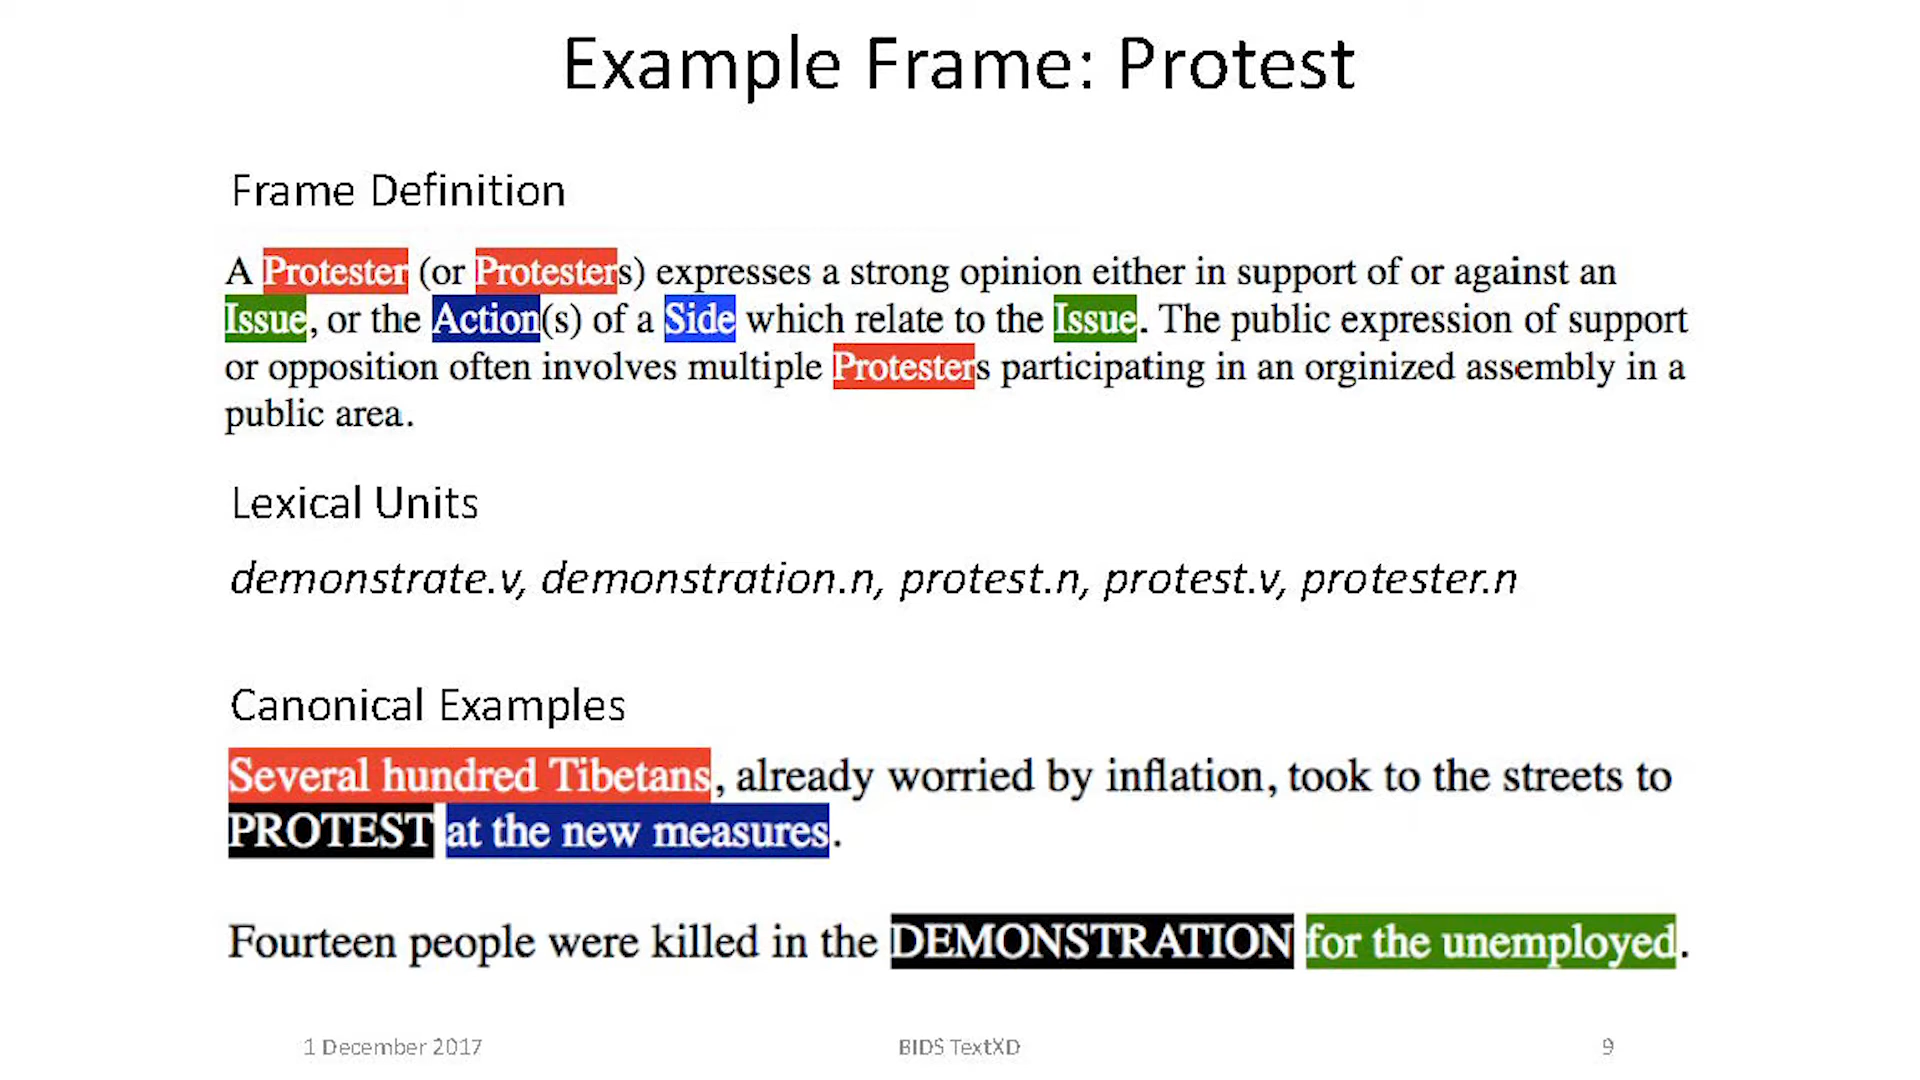 Example Frame: Protest
Frame Definition
A Protester (or Protesters) expresses a strong opinion either in support of or against an
Issue, or the Action(s) of a Side which relate to the Issue. The public expression of support
or opposition often involves multiple Protesters participating in an orginized assembly in a
public area.
Lexical Units
demonstrate.v, demonstration.n, protest.n, protest.v, protester.n
Canonical Examples
Several hundred Tibetans, already worried by inflation, took to the streets to
PROTEST at the new measures.
Fourteen people were killed in the DEMONSTRATION for the unemployed.
1 December 2017
BIDS TextXD
9